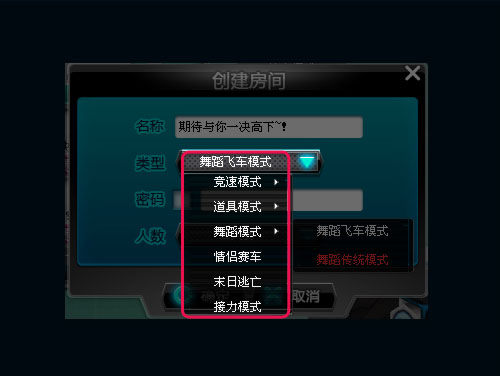 创建房间
名称 期待与你一决高下~!
类型 舞蹈飞车模式
竞速模式
密码
道具模式
人数 舞蹈模式 舞蹈飞车模式
情侣赛车 舞蹈传统模式
末日逃亡
取消
接力模式